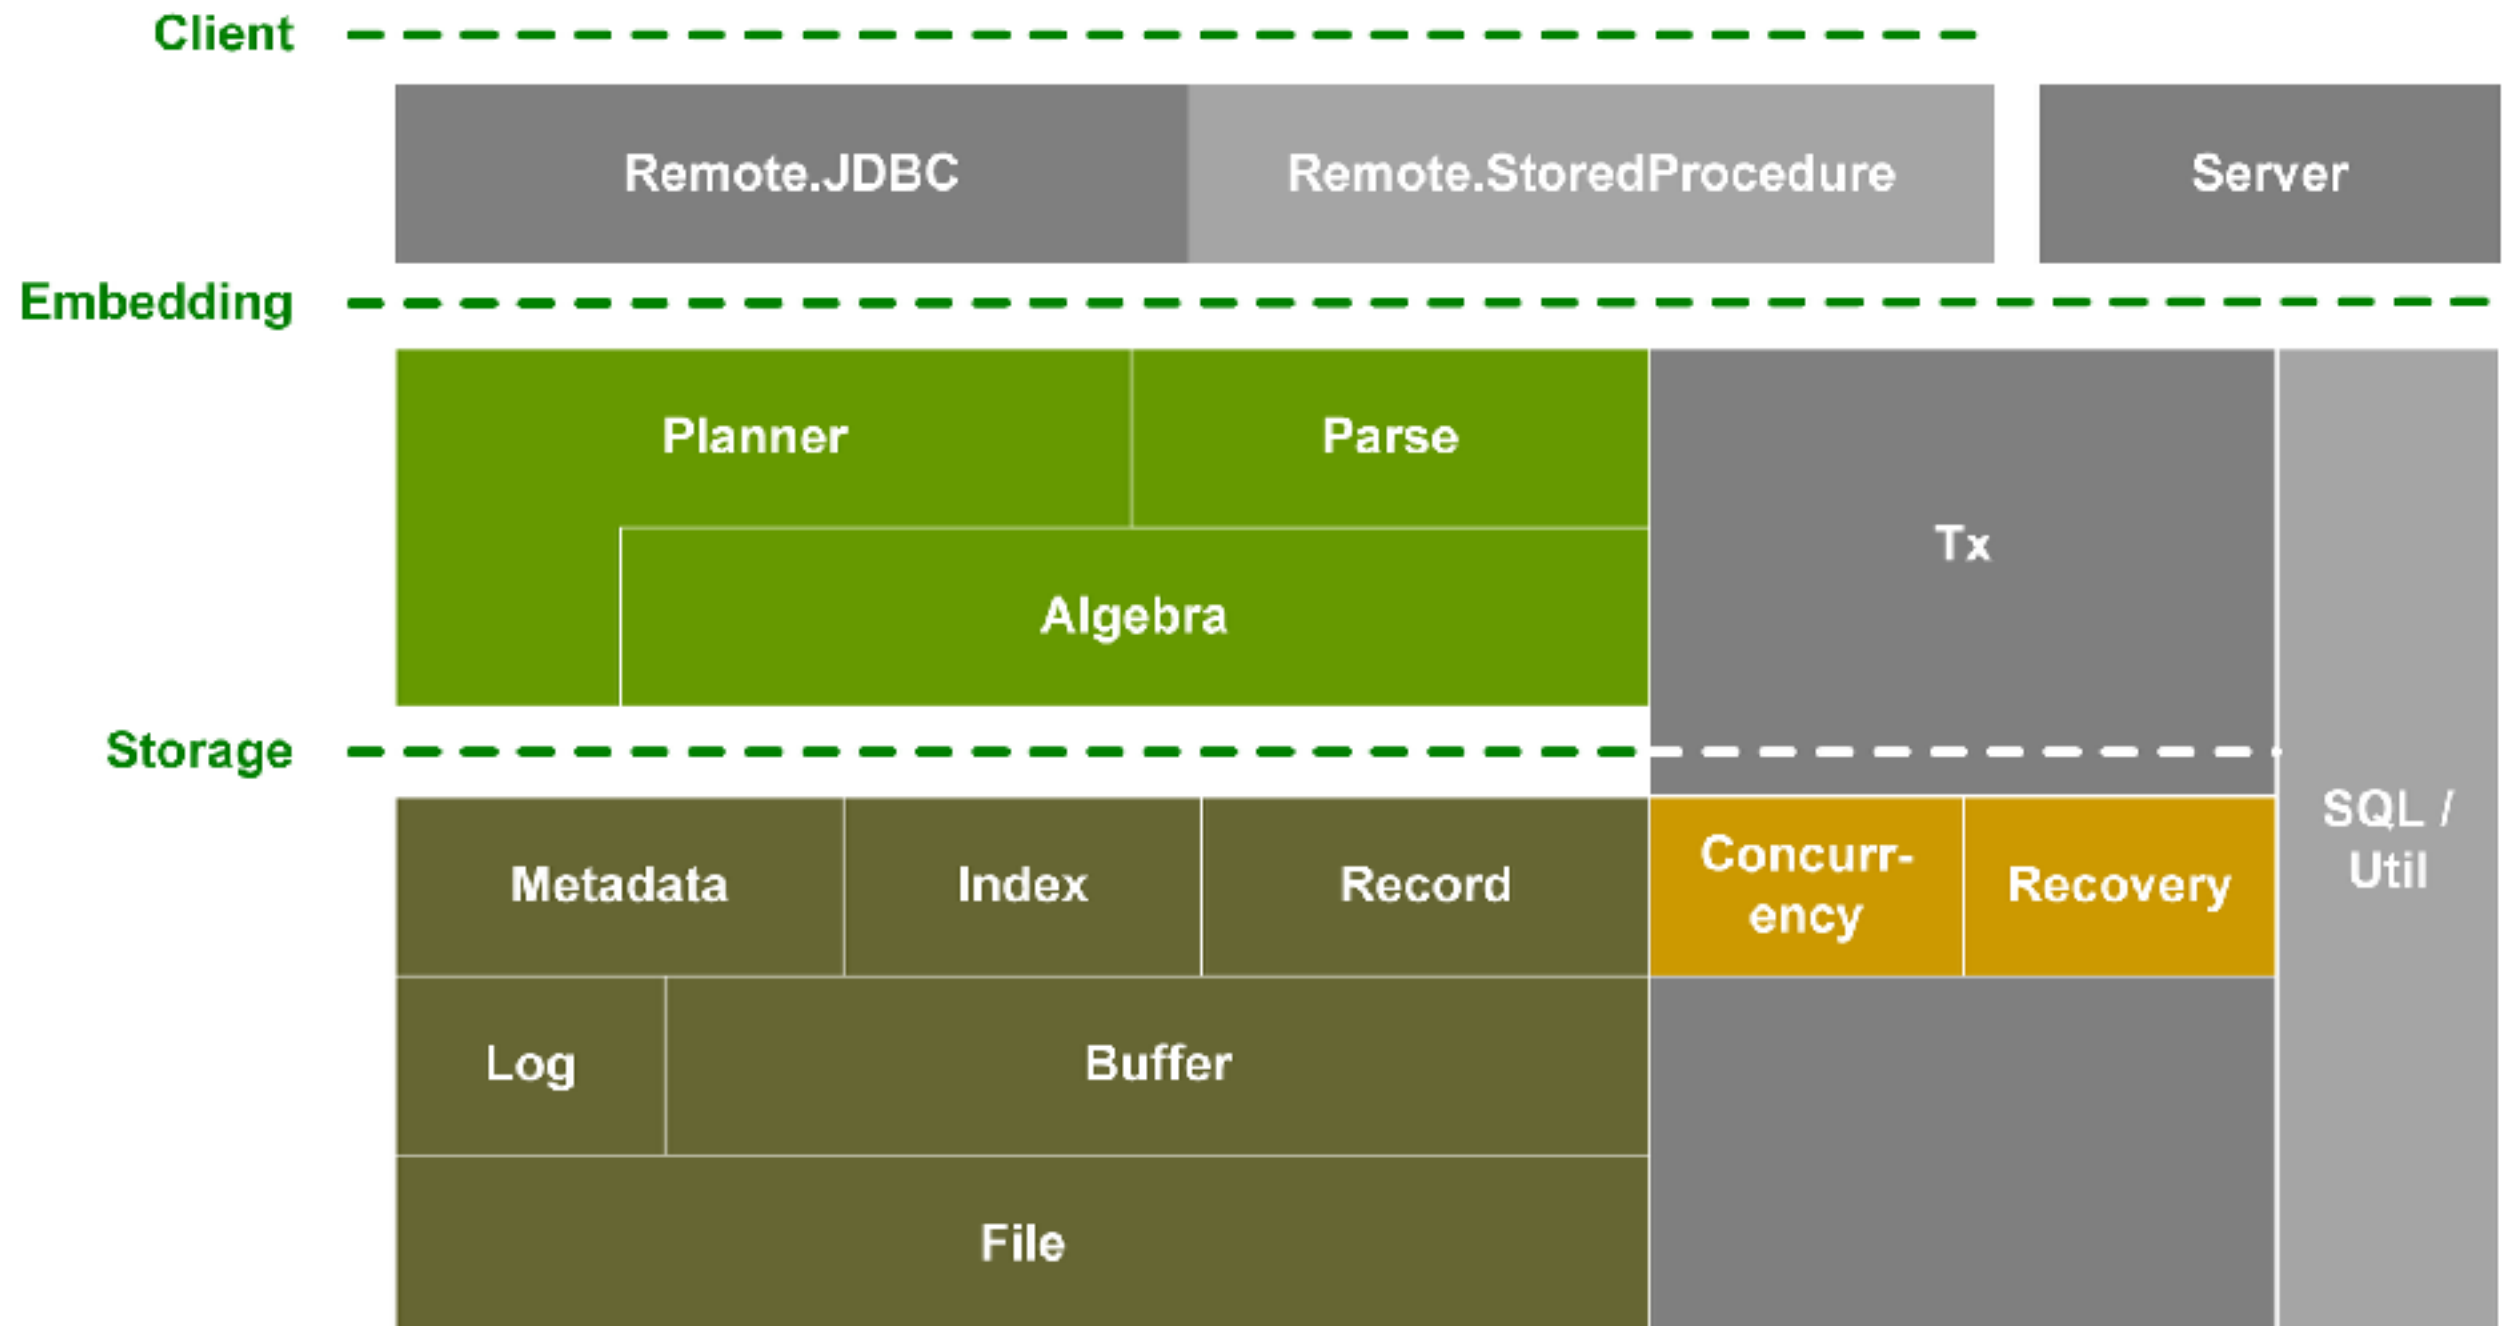 Client
Remote.JDBC
Remote.StoredProcedure
Server
Embedding
Planner
Parse
Tx
Algebra
Storage
SQL /
Util
Metadata
Index
Record
Concurr-
ency
Recovery
Log
Buffer
File